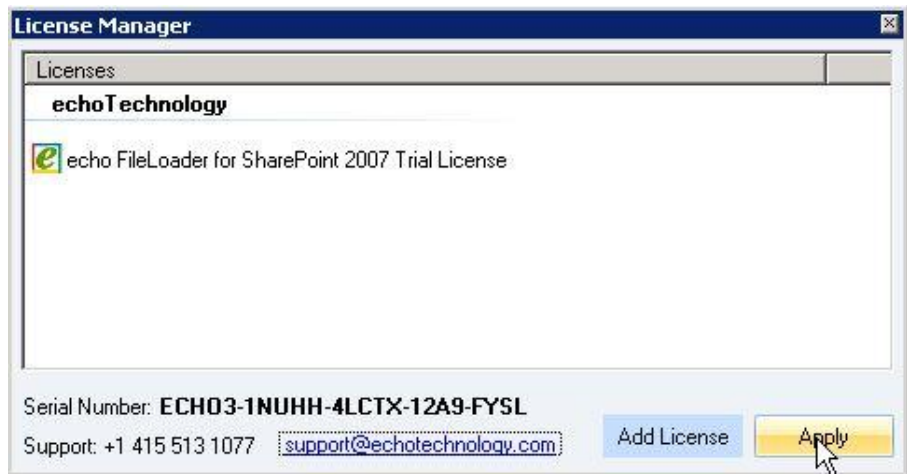 License Manager
Licenses
echoTechnology
e echo FileLoader for SharePoint 2007 Trial License
Serial Number: ECHO3-1NUHH-4LCTX-12A9-FYSL
Support: +1 415 513 1077 support@echotechnology.com
Add License
Apply